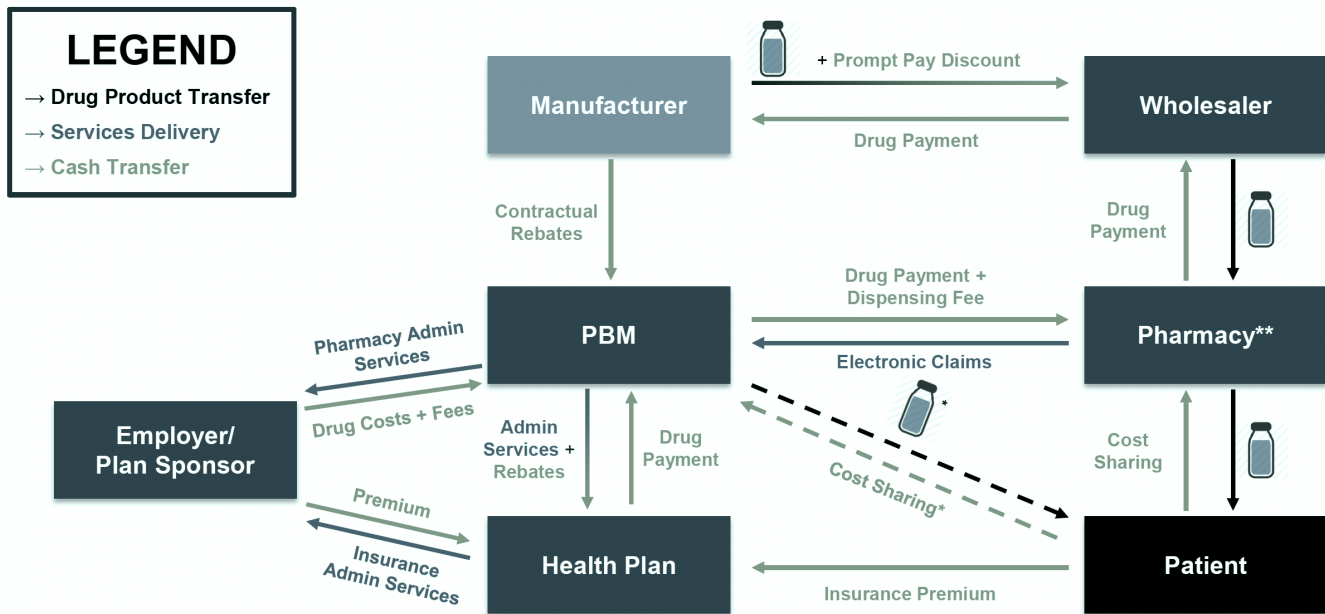 LEGEND
→ Drug Product Transfer
→ Services Delivery
→ Cash Transfer
Manufacturer
+ Prompt Pay Discount
Drug Payment
Wholesaler
Contractual
Rebates
Drug
Payment
PBM
Drug Payment +
Dispensing Fee
Electronic Claims
Pharmacy**
Pharmacy Admin
Services
Drug Costs + Fees
Employer/
Plan Sponsor
Admin
Services +
Rebates
Drug
Payment
*
Cost Sharing*
Cost
Sharing
Premium
Insurance
Admin Services
Health Plan
Insurance Premium
Patient